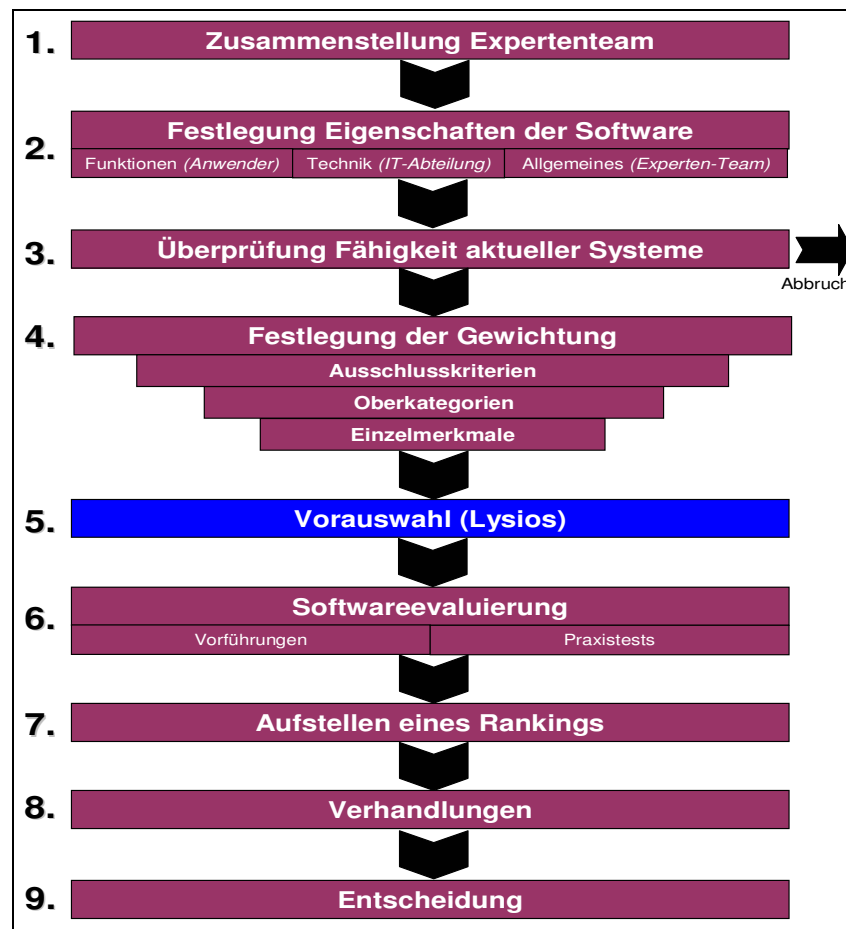 1. Zusammenstellung Expertenteam
2. Festlegung Eigenschaften der Software
Funktionen (Anwender) Technik (IT-Abteilung) Allgemeines (Experten-Team)
3. Überprüfung Fähigkeit aktueller Systeme
Abbruch
4. Festlegung der Gewichtung
Ausschlusskriterien
Oberkategorien
Einzelmerkmale
5. Vorauswahl (Lysios)
6. Softwareevaluierung
Vorführungen Praxistests
7. Aufstellen eines Rankings
8. Verhandlungen
9. Entscheidung